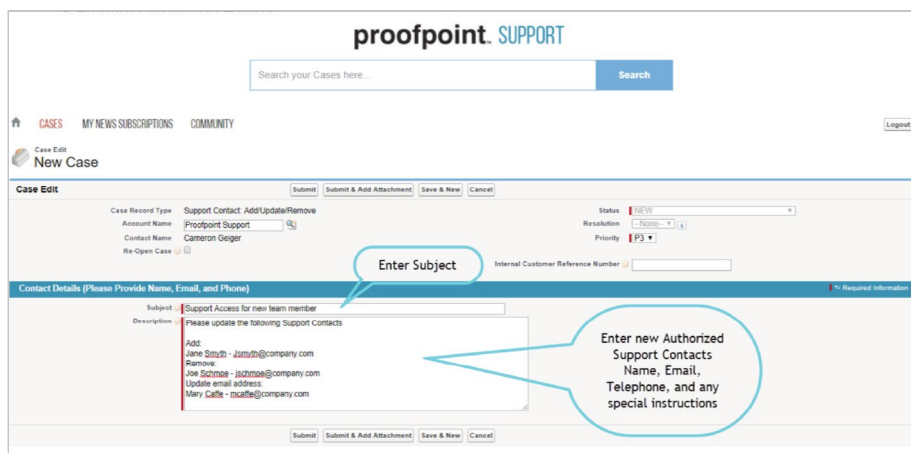 proofpoint. SUPPORT
Search your Cases here...
Search
CASES MY NEWS SUBSCRIPTIONS COMMUNITY
Logout
Case Edit
New Case
Case Edit
Submit Submit & Add Attachment Save & New Cancel
Case Record Type Support Contact: Add/Update/Remove
Status NEW
Account Name Proofpoint Support
Resolution --None--
Contact Name Cameron Geiger
Priority P3
Re-Open Case
Internal Customer Reference Number
Enter Subject
Contact Details (Please Provide Name, Email, and Phone)
= Required Information
Subject Support Access for new team member
Description Please update the following Support Contacts
Add:
Jane Smyth - Jsmyth@company.com
Remove:
Joe Schmoe - jschmoe@company.com
Update email address:
Mary Caffe - mcaffe@company.com
Enter new Authorized
Support Contacts
Name, Email,
Telephone, and any
special instructions
Submit Submit & Add Attachment Save & New Cancel